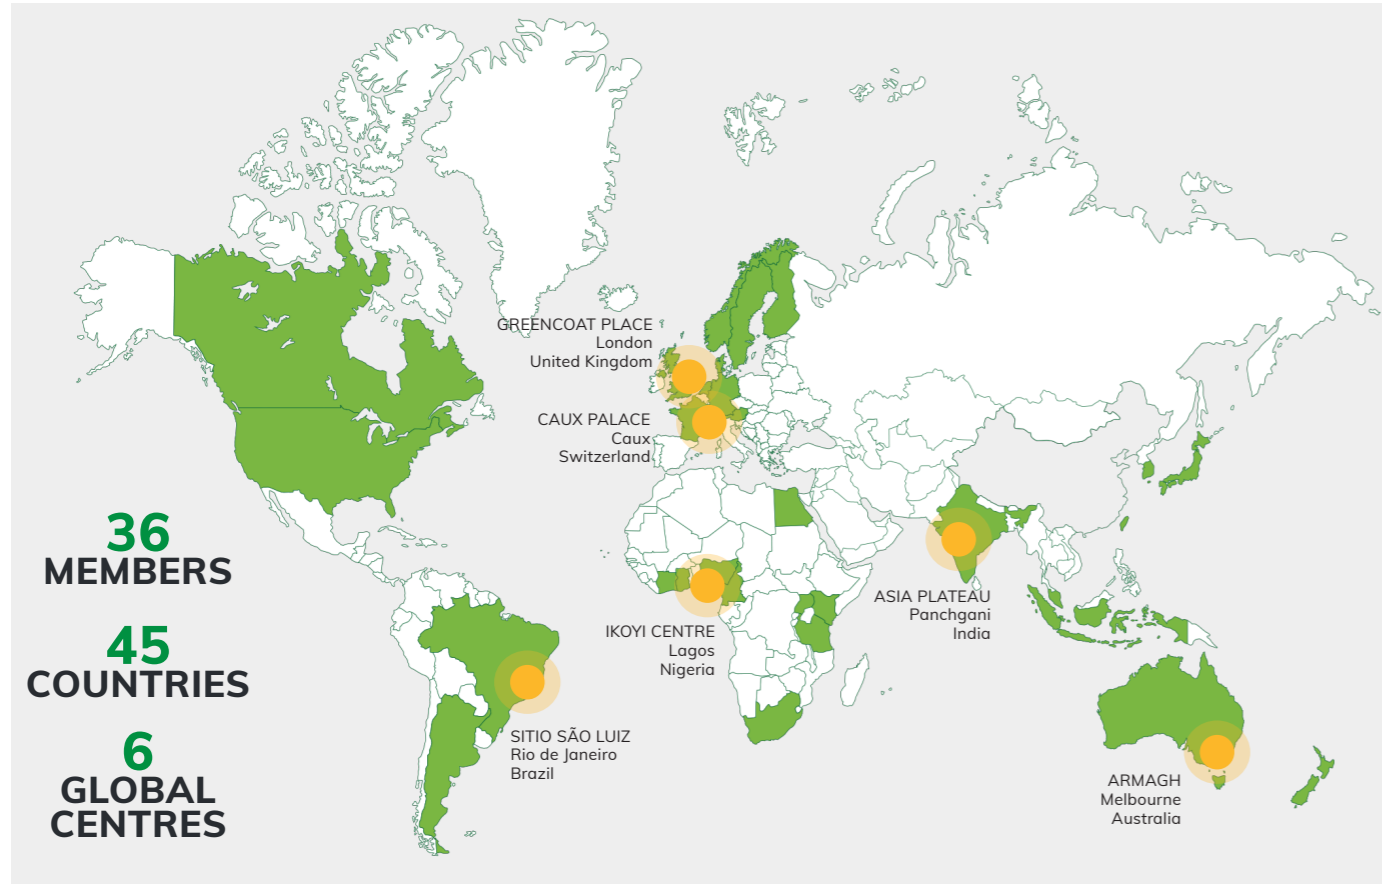 GREENCOAT PLACE
London
United Kingdom
CAUX PALACE
Caux
Switzerland
36
MEMBERS
45
COUNTRIES
6
GLOBAL
CENTRES
IKOYI CENTRE
Lagos
Nigeria
ASIA PLATEAU
Panchgani
India
SITIO SÃO LUIZ
Rio de Janeiro
Brazil
ARMAGH
Melbourne
Australia